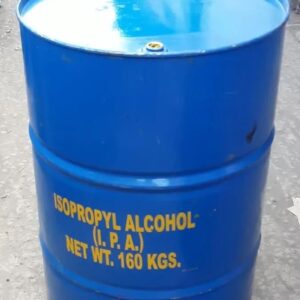 ISOPROPYL ALCOHOL
(I. P. A.)
NET WT. 160 KGS.